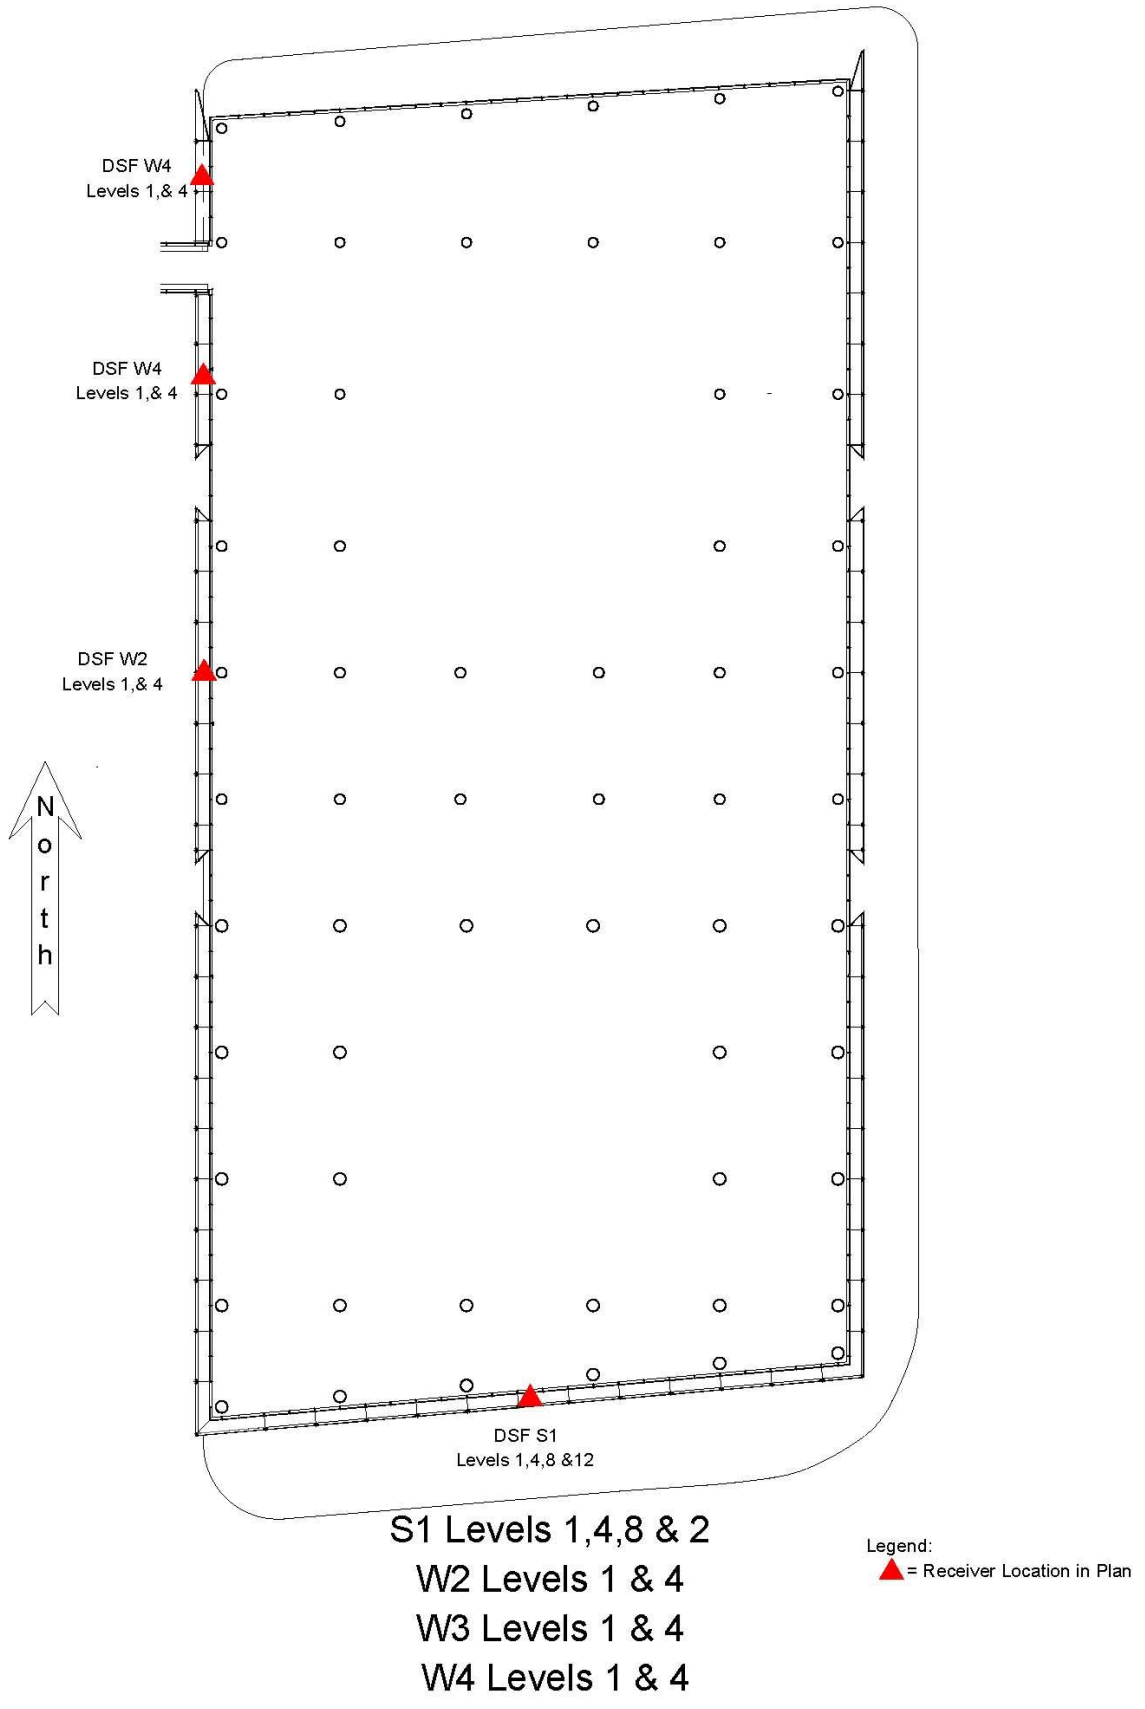 DSF W4
Levels 1,& 4
DSF W4
Levels 1,& 4
DSF W2
Levels 1,& 4
North
DSF S1
Levels 1,4,8 &12
S1 Levels 1,4,8 & 2
W2 Levels 1 & 4
W3 Levels 1 & 4
W4 Levels 1 & 4
Legend:
= Receiver Location in Plan